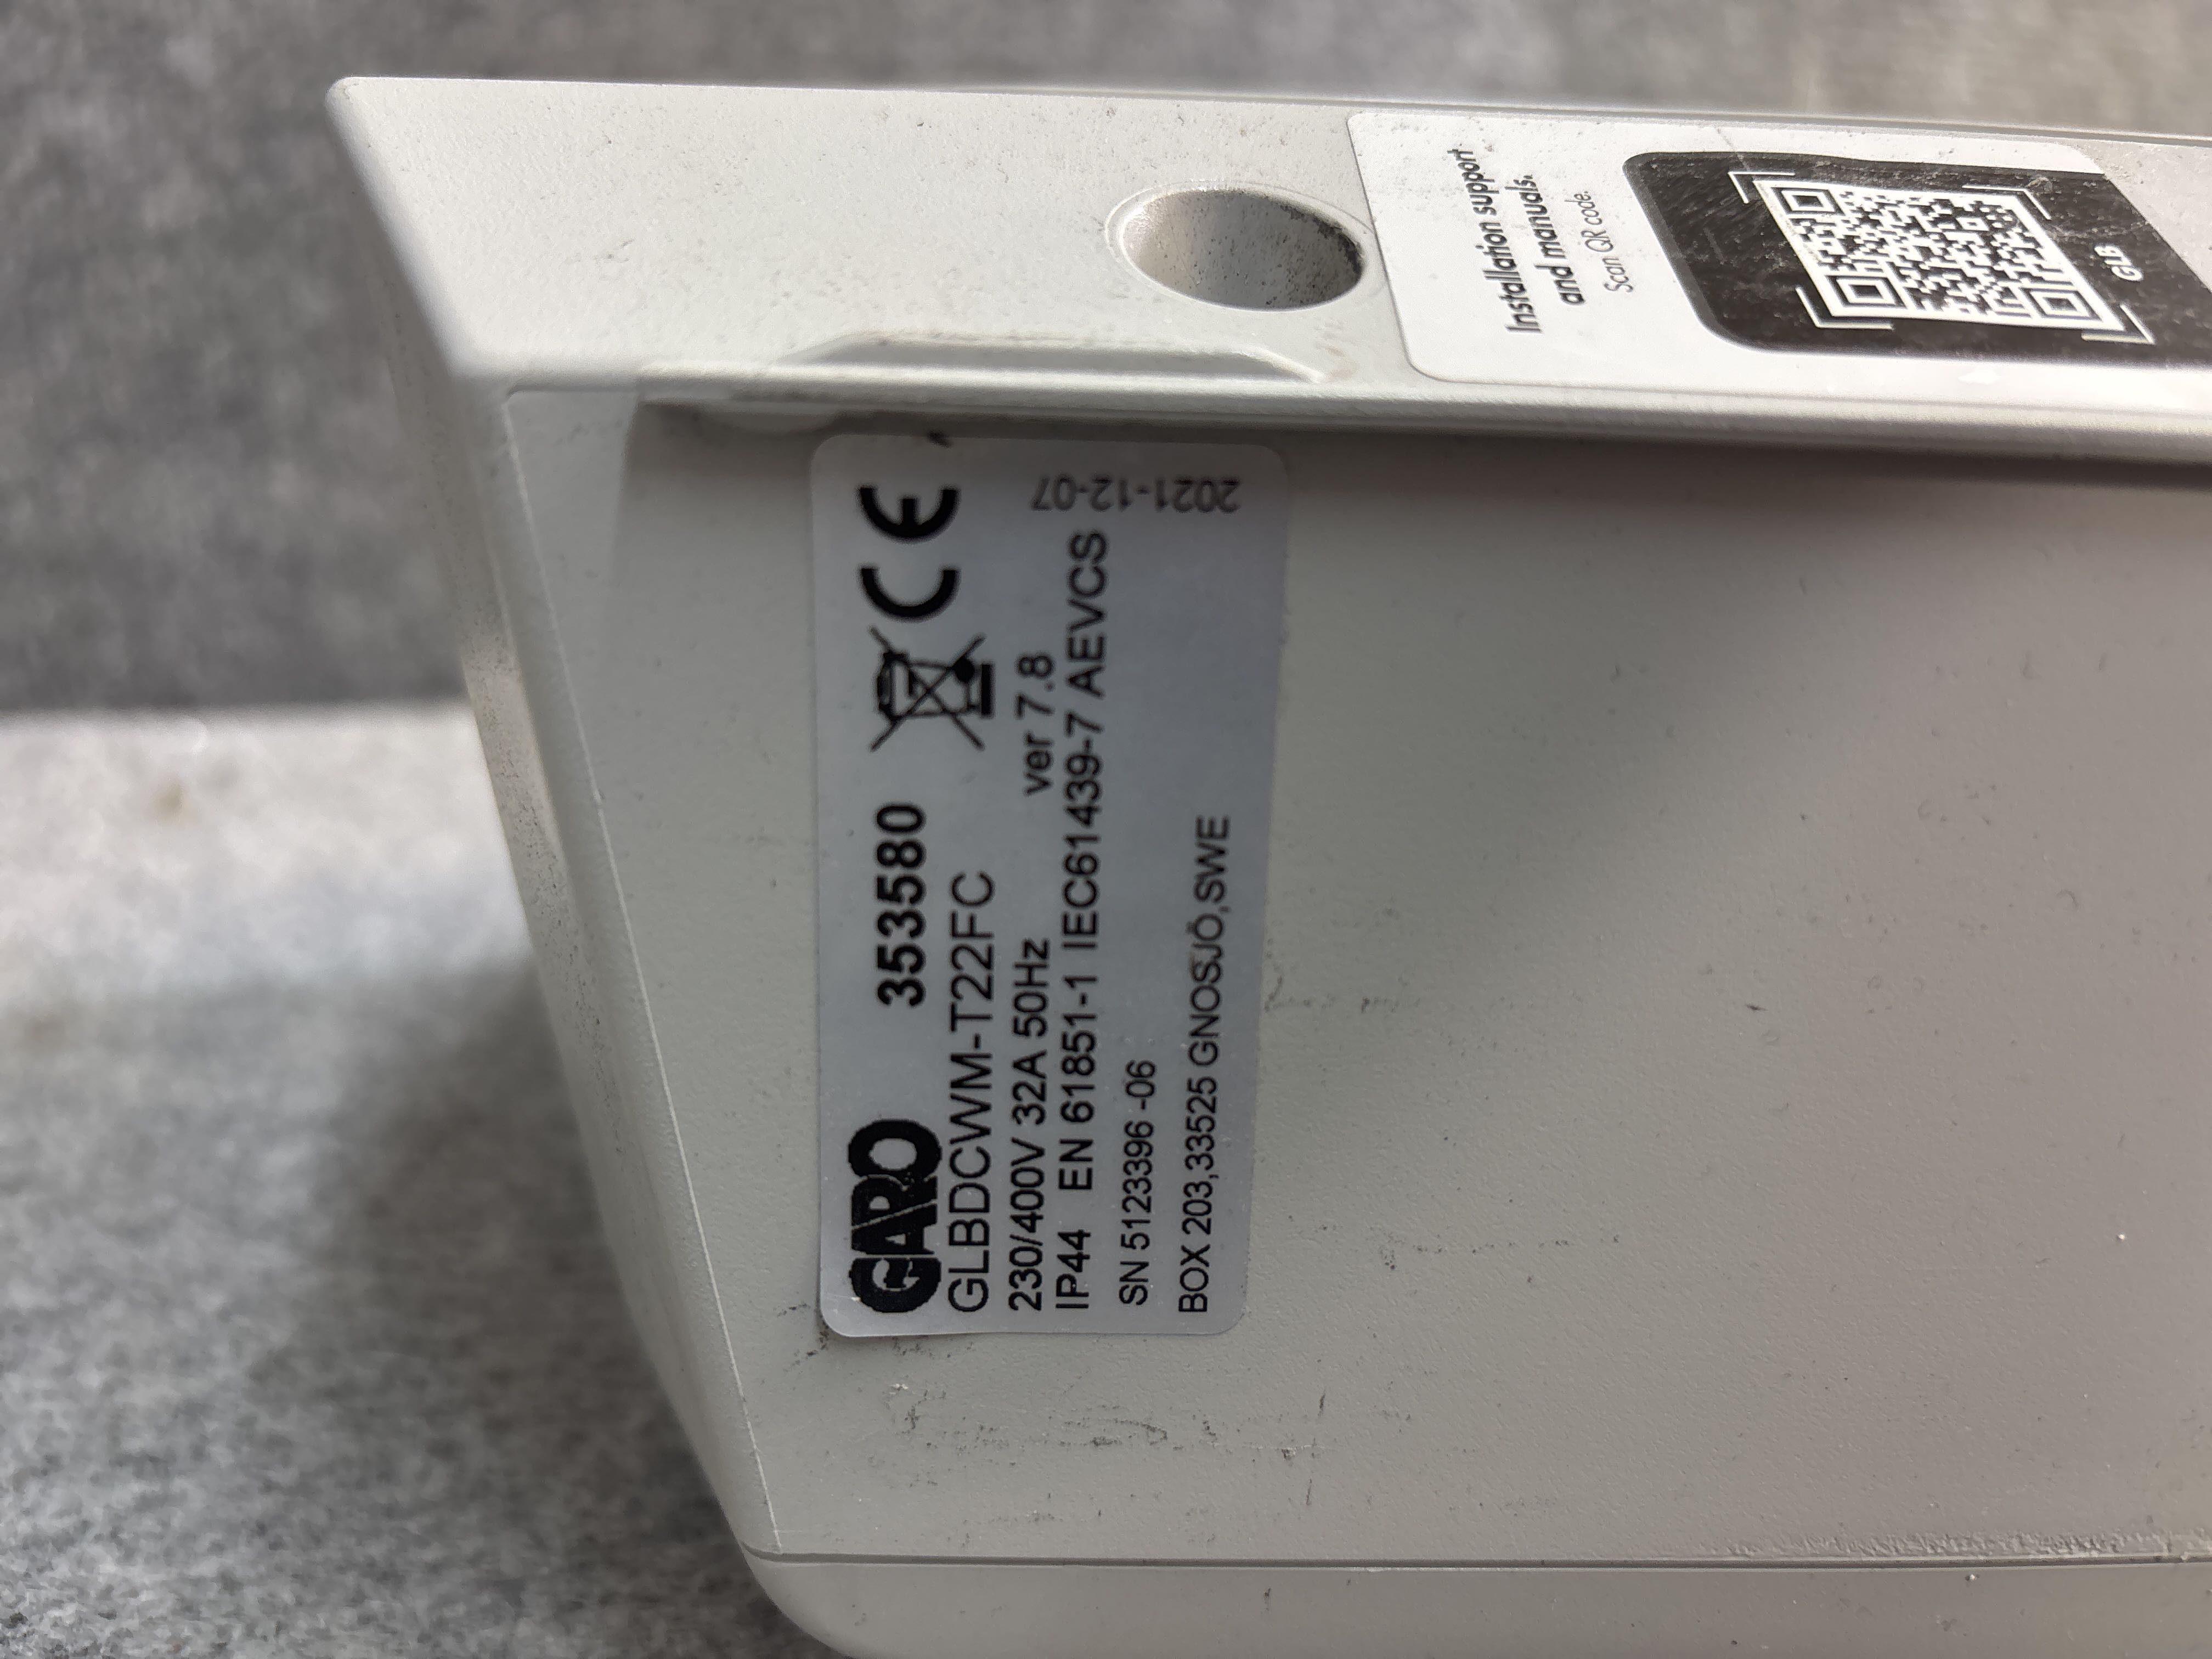 GARO 353580 CE
GLBDCWM-T22FC
230/400V 32A 50Hz ver 7.8
IP44 EN 61851-1 IEC61439-7 AEVCS
SN 5123396 -06
BOX 203,33525 GNOSJÖ,SWE
2021-12-07
Installation support
and manuals.
Scan QR code.
GLB